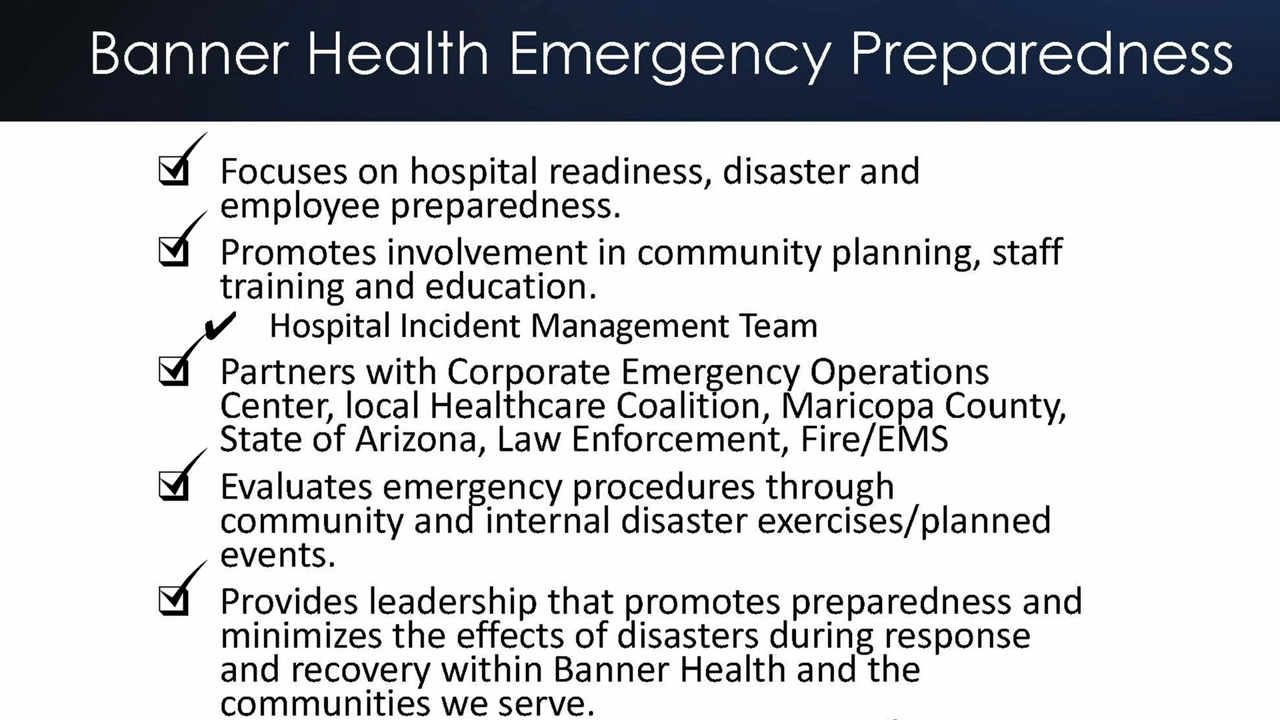 Banner Health Emergency Preparedness
Focuses on hospital readiness, disaster and
employee preparedness.
Promotes involvement in community planning, staff
training and education.
Hospital Incident Management Team
Partners with Corporate Emergency Operations
Center, local Healthcare Coalition, Maricopa County,
State of Arizona, Law Enforcement, Fire/EMS
Evaluates emergency procedures through
community and internal disaster exercises/planned
events.
Provides leadership that promotes preparedness and
minimizes the effects of disasters during response
and recovery within Banner Health and the
communities we serve.